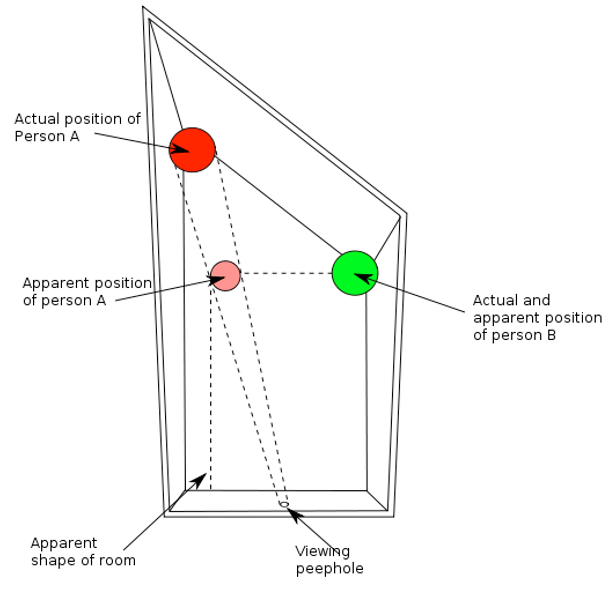 Actual position of
Person A
Apparent position
of person A
Actual and
apparent position
of person B
Apparent
shape of room
Viewing
peephole